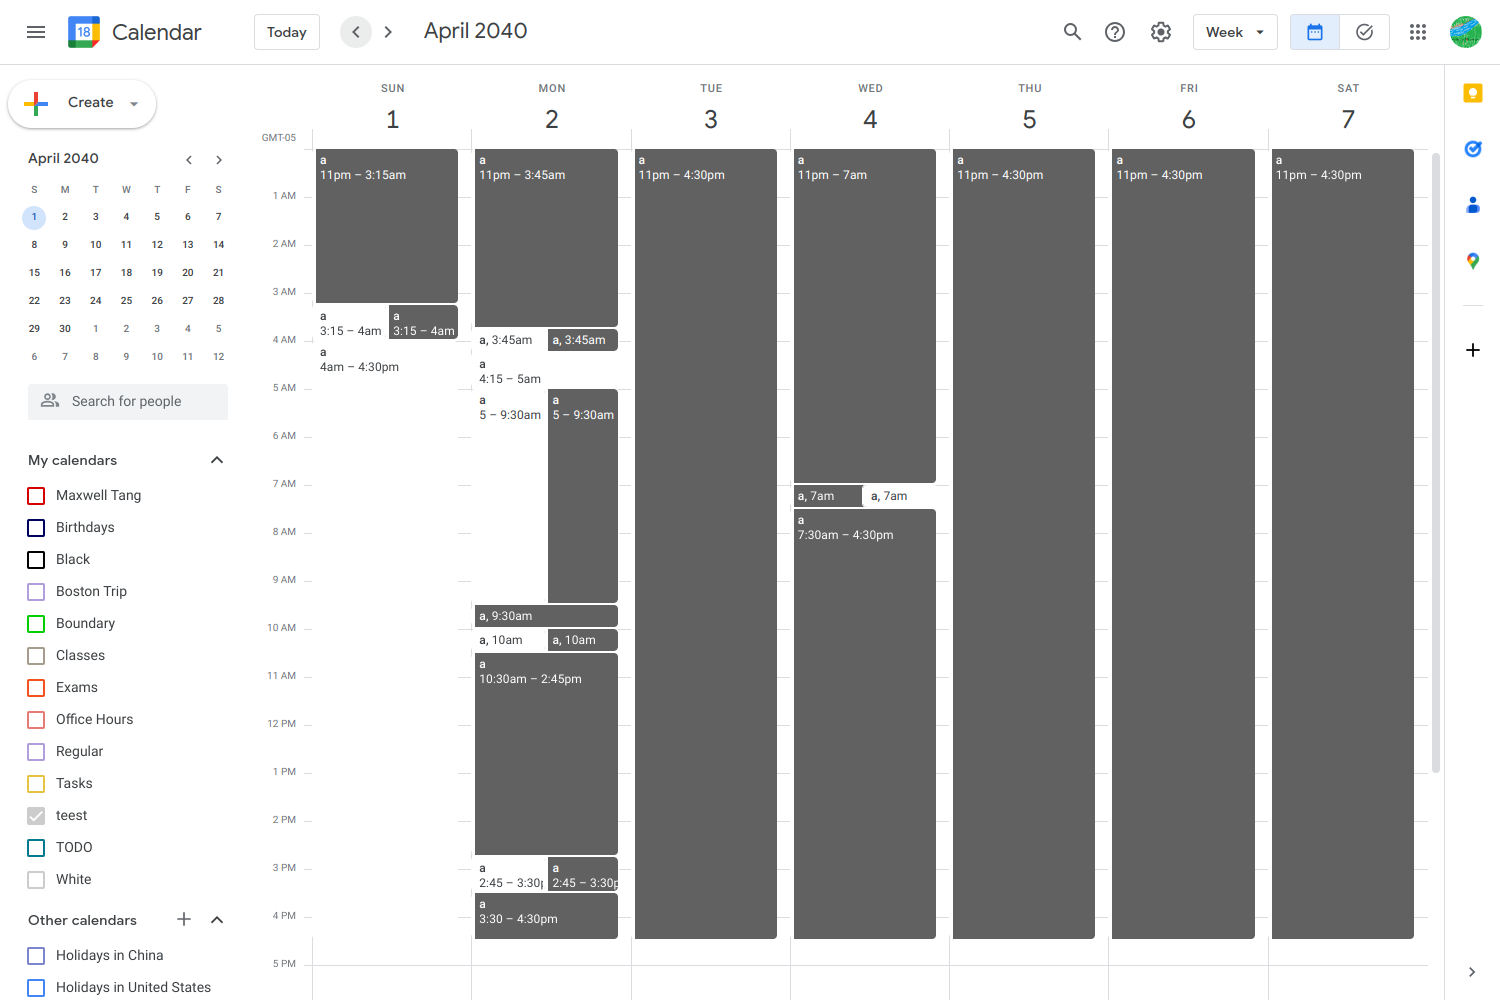 18 Calendar Today April 2040 Week
Create
April 2040
S M T W T F S
1 2 3 4 5 6 7
8 9 10 11 12 13 14
15 16 17 18 19 20 21
22 23 24 25 26 27 28
29 30 1 2 3 4 5
6 7 8 9 10 11 12
Search for people
My calendars
Maxwell Tang
Birthdays
Black
Boston Trip
Boundary
Classes
Exams
Office Hours
Regular
Tasks
teest
TODO
White
Other calendars
Holidays in China
Holidays in United States
GMT-05
1 AM
2 AM
3 AM
4 AM
5 AM
6 AM
7 AM
8 AM
9 AM
10 AM
11 AM
12 PM
1 PM
2 PM
3 PM
4 PM
5 PM
SUN
1
a
11pm – 3:15am
a
3:15 – 4am
a
3:15 – 4am
a
4am – 4:30pm
MON
2
a
11pm – 3:45am
a, 3:45am
a, 3:45am
a
4:15 – 5am
a
5 – 9:30am
a
5 – 9:30am
a, 9:30am
a, 10am
a, 10am
a
10:30am – 2:45pm
a
2:45 – 3:30p
a
2:45 – 3:30p
a
3:30 – 4:30pm
TUE
3
a
11pm – 4:30pm
WED
4
a
11pm – 7am
a, 7am
a, 7am
a
7:30am – 4:30pm
THU
5
a
11pm – 4:30pm
FRI
6
a
11pm – 4:30pm
SAT
7
a
11pm – 4:30pm